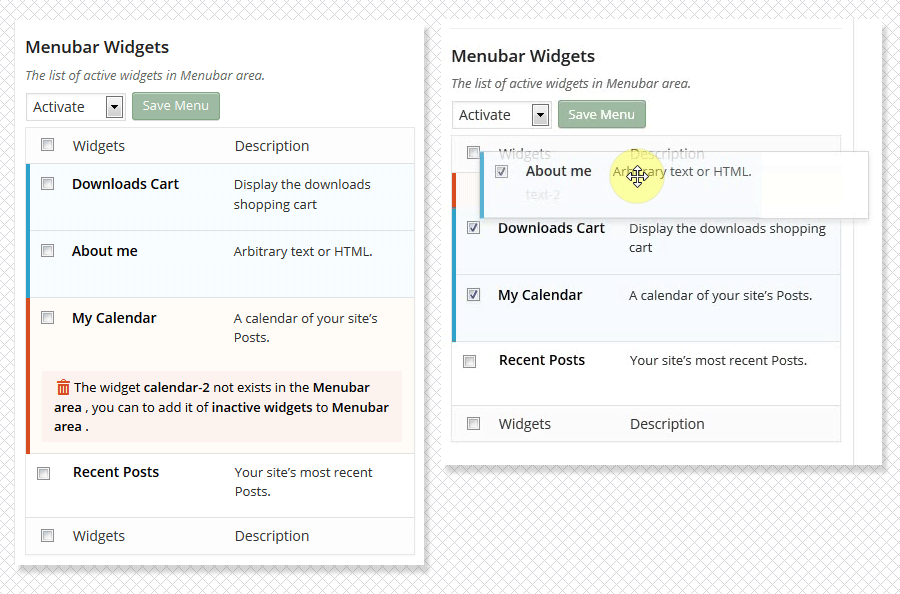 Menubar Widgets
The list of active widgets in Menubar area.
Activate Save Menu
Widgets Description
Downloads Cart Display the downloads
shopping cart
About me Arbitrary text or HTML.
My Calendar A calendar of your site's
Posts.
The widget calendar-2 not exists in the Menubar
area , you can to add it of inactive widgets to Menubar
area .
Recent Posts Your site's most recent
Posts.
Widgets Description
Menubar Widgets
The list of active widgets in Menubar area.
Activate Save Menu
Widgets Description
About me Arbitrary text or HTML.
text-2
Downloads Cart Display the downloads shopping
cart
My Calendar A calendar of your site's Posts.
Recent Posts Your site's most recent Posts.
Widgets Description